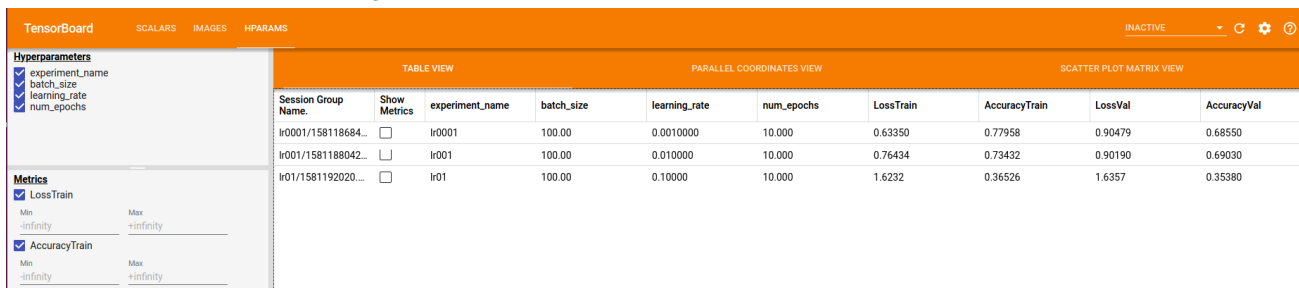 TensorBoard SCALARS IMAGES HPARAMS INACTIVE
Hyperparameters
experiment_name
batch_size
learning_rate
num_epochs
Metrics
LossTrain
Min Max
-infinity +infinity
AccuracyTrain
Min Max
-infinity +infinity
TABLE VIEW PARALLEL COORDINATES VIEW SCATTER PLOT MATRIX VIEW
Session Group Name. Show Metrics experiment_name batch_size learning_rate num_epochs LossTrain AccuracyTrain LossVal AccuracyVal
lr0001/158118684... lr0001 100.00 0.0010000 10.000 0.63350 0.77958 0.90479 0.68550
lr001/1581188042... lr001 100.00 0.010000 10.000 0.76434 0.73432 0.90190 0.69030
lr01/1581192020.... lr01 100.00 0.10000 10.000 1.6232 0.36526 1.6357 0.35380